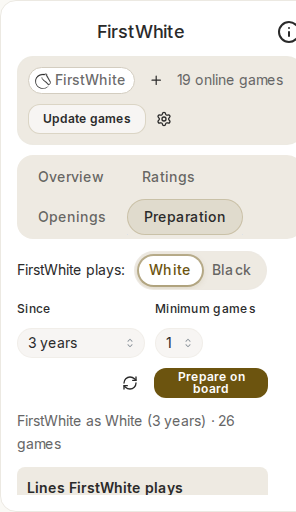 FirstWhite
FirstWhite + 19 online games
Update games
Overview Ratings
Openings Preparation
FirstWhite plays: White Black
Since Minimum games
3 years 1
Prepare on
board
FirstWhite as White (3 years) · 26
games
Lines FirstWhite plays